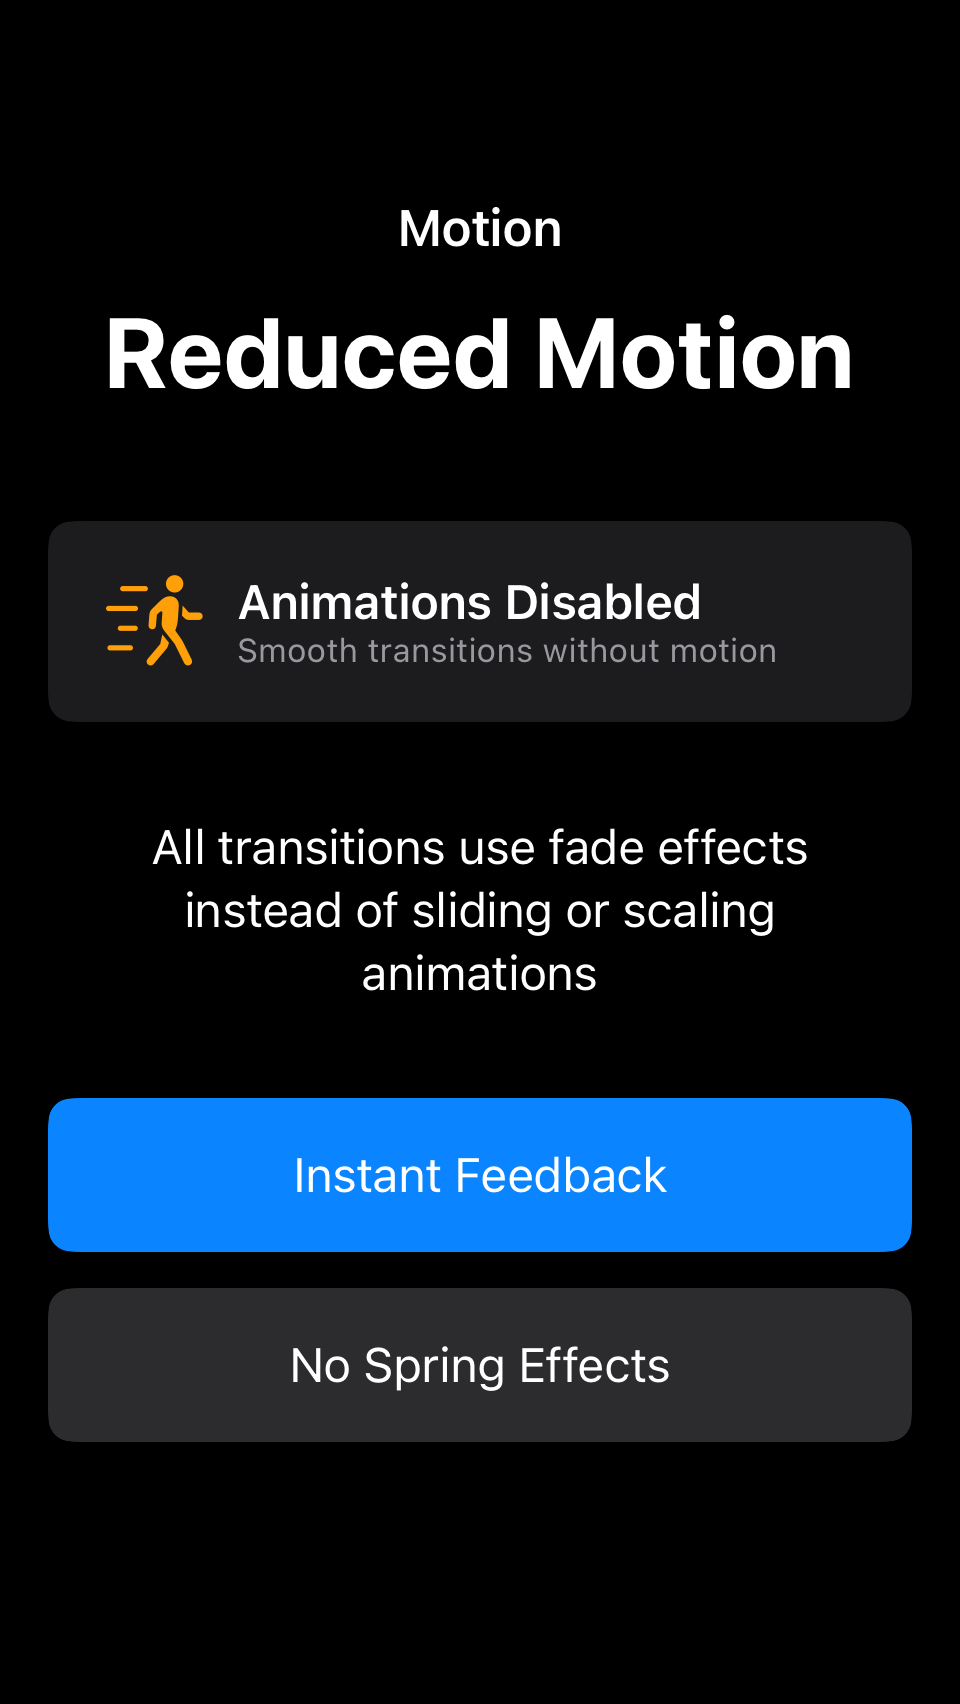 Motion
Reduced Motion
Animations Disabled
Smooth transitions without motion
All transitions use fade effects
instead of sliding or scaling
animations
Instant Feedback
No Spring Effects